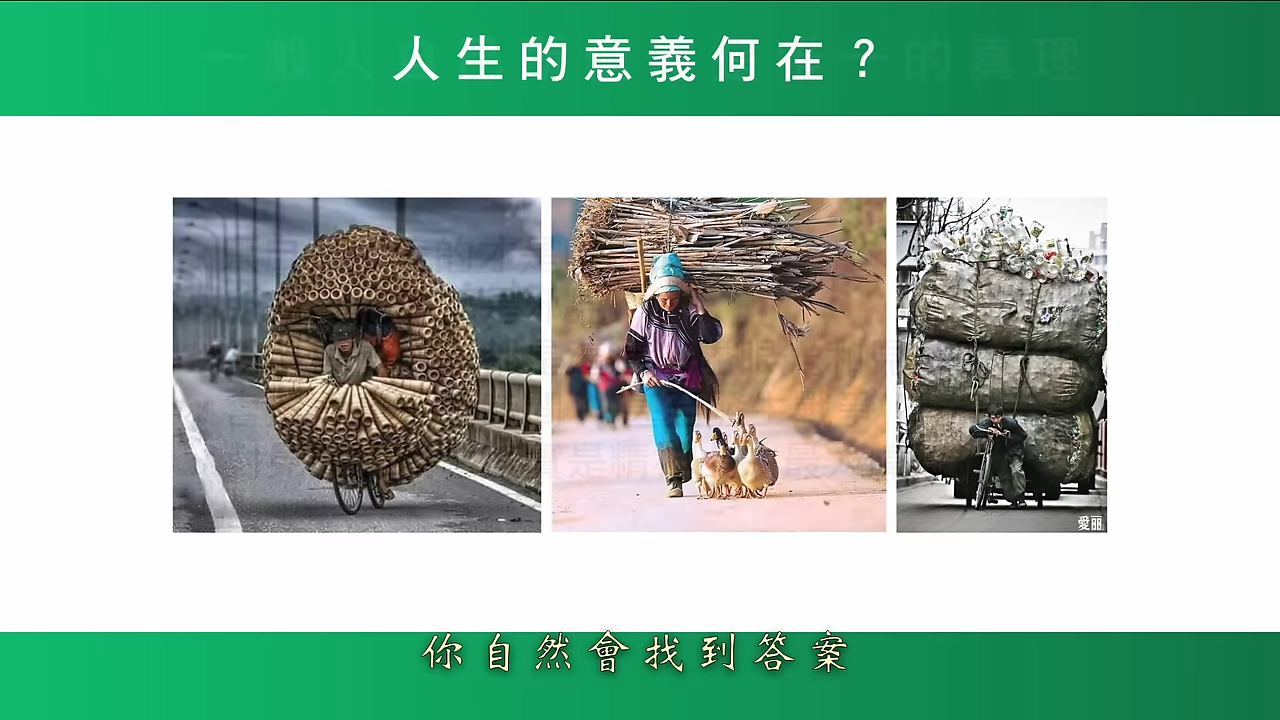 人生的意義何在？
愛丽
你自然會找到答案